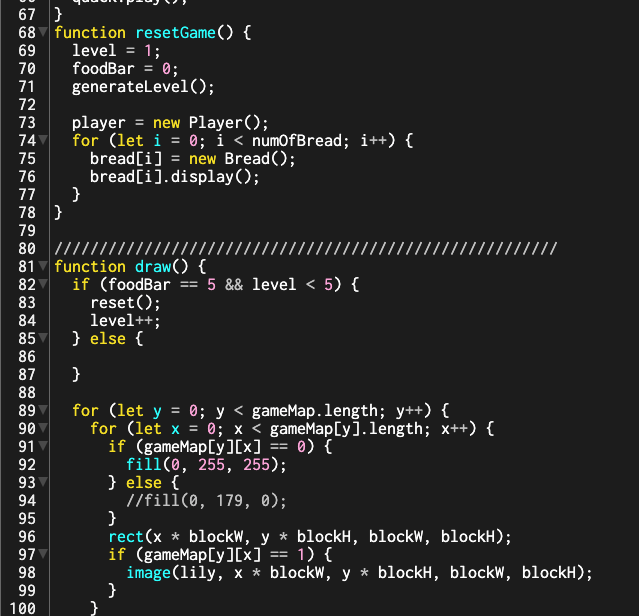 66 quack.play();
67 }
68 function resetGame() {
69 level = 1;
70 foodBar = 0;
71 generateLevel();
72
73 player = new Player();
74 for (let i = 0; i < numOfBread; i++) {
75 bread[i] = new Bread();
76 bread[i].display();
77 }
78 }
79
80 ////////////////////////////////////////////////////////
81 function draw() {
82 if (foodBar == 5 && level < 5) {
83 reset();
84 level++;
85 } else {
86
87 }
88
89 for (let y = 0; y < gameMap.length; y++) {
90 for (let x = 0; x < gameMap[y].length; x++) {
91 if (gameMap[y][x] == 0) {
92 fill(0, 255, 255);
93 } else {
94 //fill(0, 179, 0);
95 }
96 rect(x * blockW, y * blockH, blockW, blockH);
97 if (gameMap[y][x] == 1) {
98 image(lily, x * blockW, y * blockH, blockW, blockH);
99 }
100 }